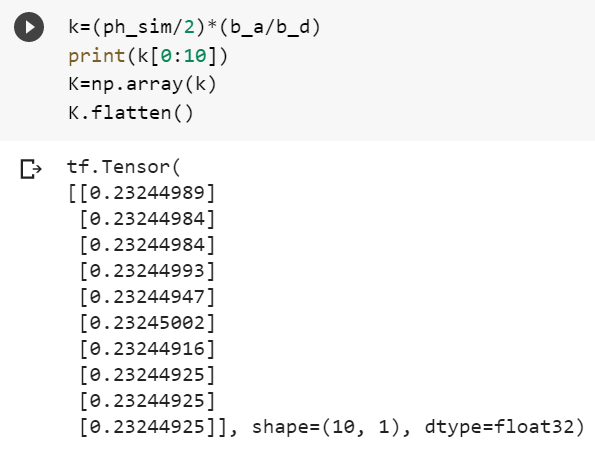 k=(ph_sim/2)*(b_a/b_d)
print(k[0:10])
K=np.array(k)
K.flatten()
tf.Tensor(
[[0.23244989]
[0.23244984]
[0.23244984]
[0.23244993]
[0.23244947]
[0.23245002]
[0.23244916]
[0.23244925]
[0.23244925]
[0.23244925]], shape=(10, 1), dtype=float32)